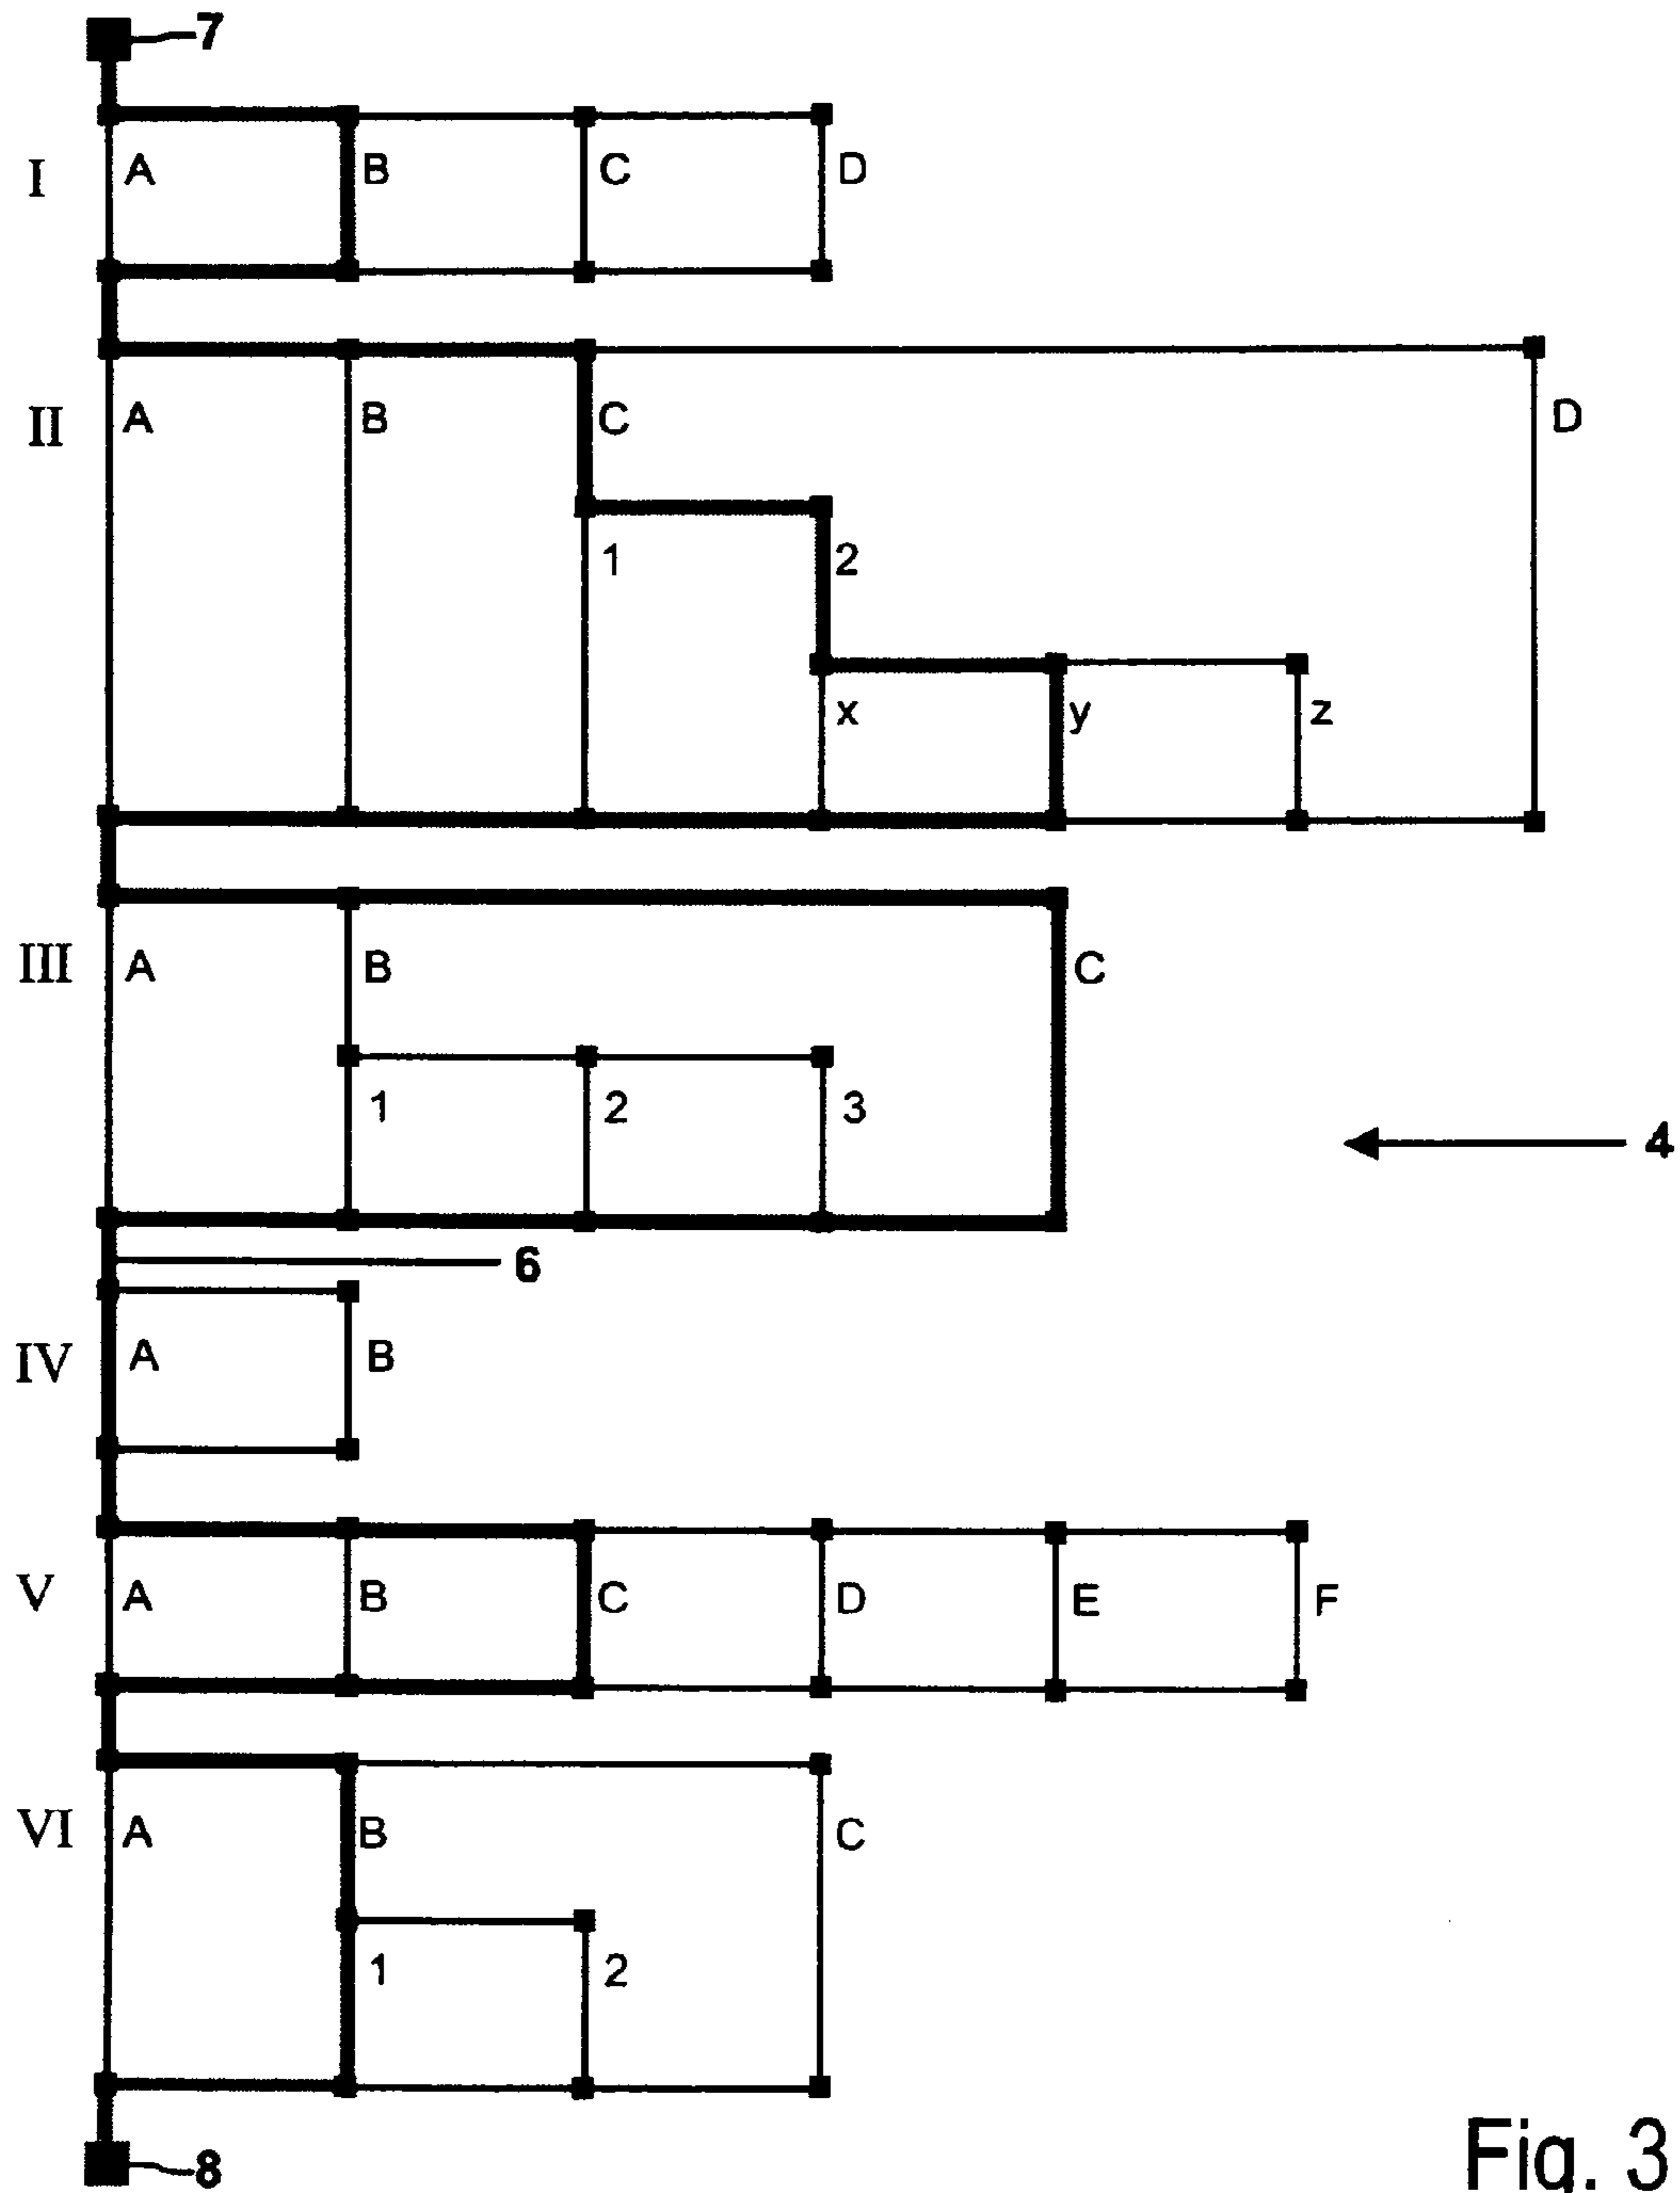 7
I A B C D
II A B C D
1 2
x y z
III A B C
1 2 3
4
6
IV A B
V A B C D E F
VI A B C
1 2
8
Fig. 3